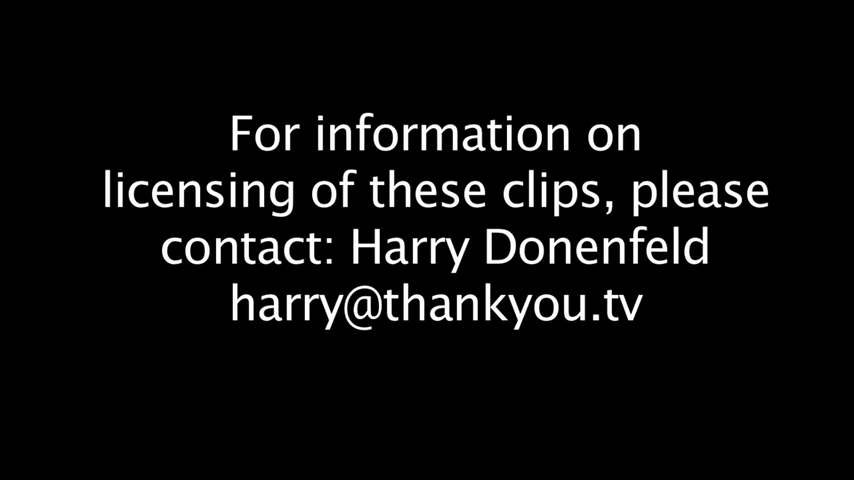 For information on
licensing of these clips, please
contact: Harry Donenfeld
harry@thankyou.tv